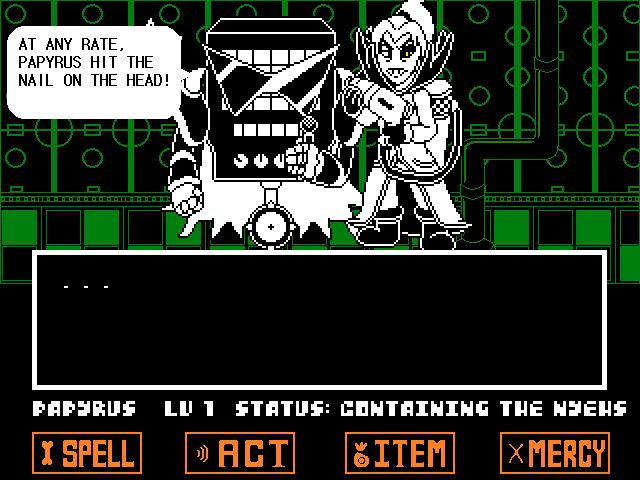 AT ANY RATE,
PAPYRUS HIT THE
NAIL ON THE HEAD!
- - -
PAPYRUS LV 1 STATUS: CONTAINING THE NYEHS
SPELL ACT ITEM MERCY